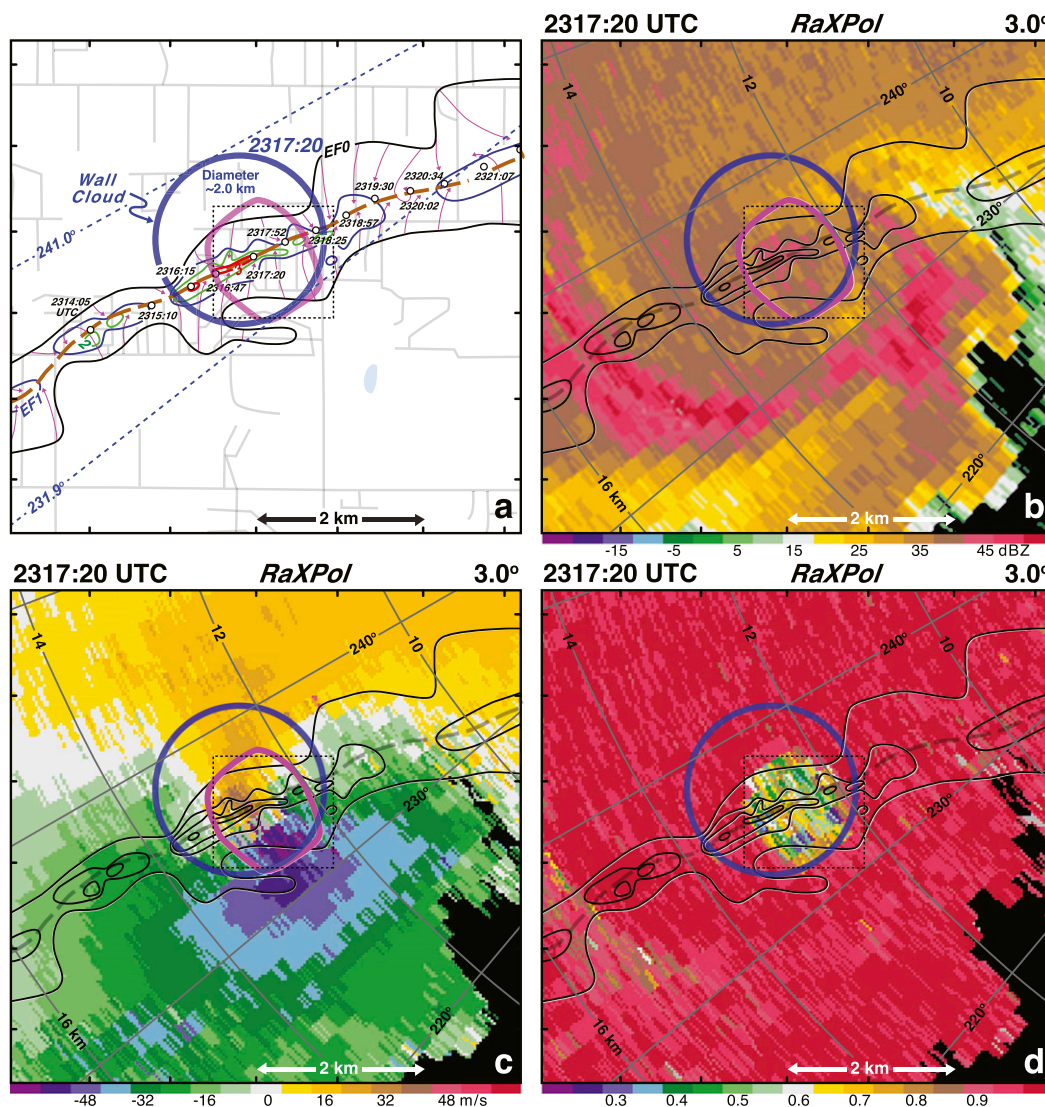 2317:20 UTC RaXPol 3.0°
2317:20
EF0
Wall
Cloud
Diameter
~2.0 km
241.0°
2321:07
2320:34
2320:02
2319:30
2318:57
2318:25
2317:52
2317:20
2316:47
2316:15
2315:10
2314:05
UTC
2
3
EF1
231.9°
2 km
a
14
12
240°
10
230°
220°
16 km
2 km
b
-15 -5 5 15 25 35 45 dBZ
2317:20 UTC RaXPol 3.0°
14
12
240°
10
230°
220°
16 km
2 km
c
-48 -32 -16 0 16 32 48 m/s
2317:20 UTC RaXPol 3.0°
14
12
240°
10
230°
220°
16 km
2 km
d
0.3 0.4 0.5 0.6 0.7 0.8 0.9